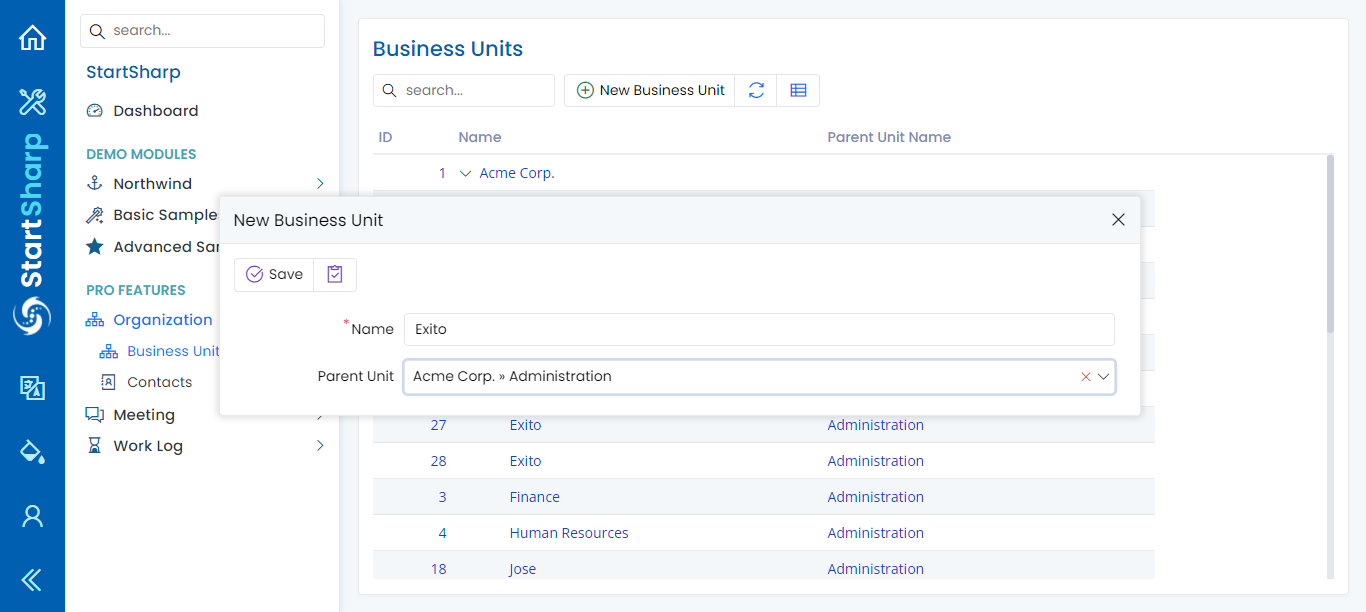 StartSharp
search...
StartSharp
Dashboard
DEMO MODULES
Northwind
Basic Sample
Advanced Sar
PRO FEATURES
Organization
Business Unit
Contacts
Meeting
Work Log
Business Units
search...
New Business Unit
ID Name Parent Unit Name
1 Acme Corp.
New Business Unit
Save
* Name Exito
Parent Unit Acme Corp. » Administration
27 Exito Administration
28 Exito Administration
3 Finance Administration
4 Human Resources Administration
18 Jose Administration